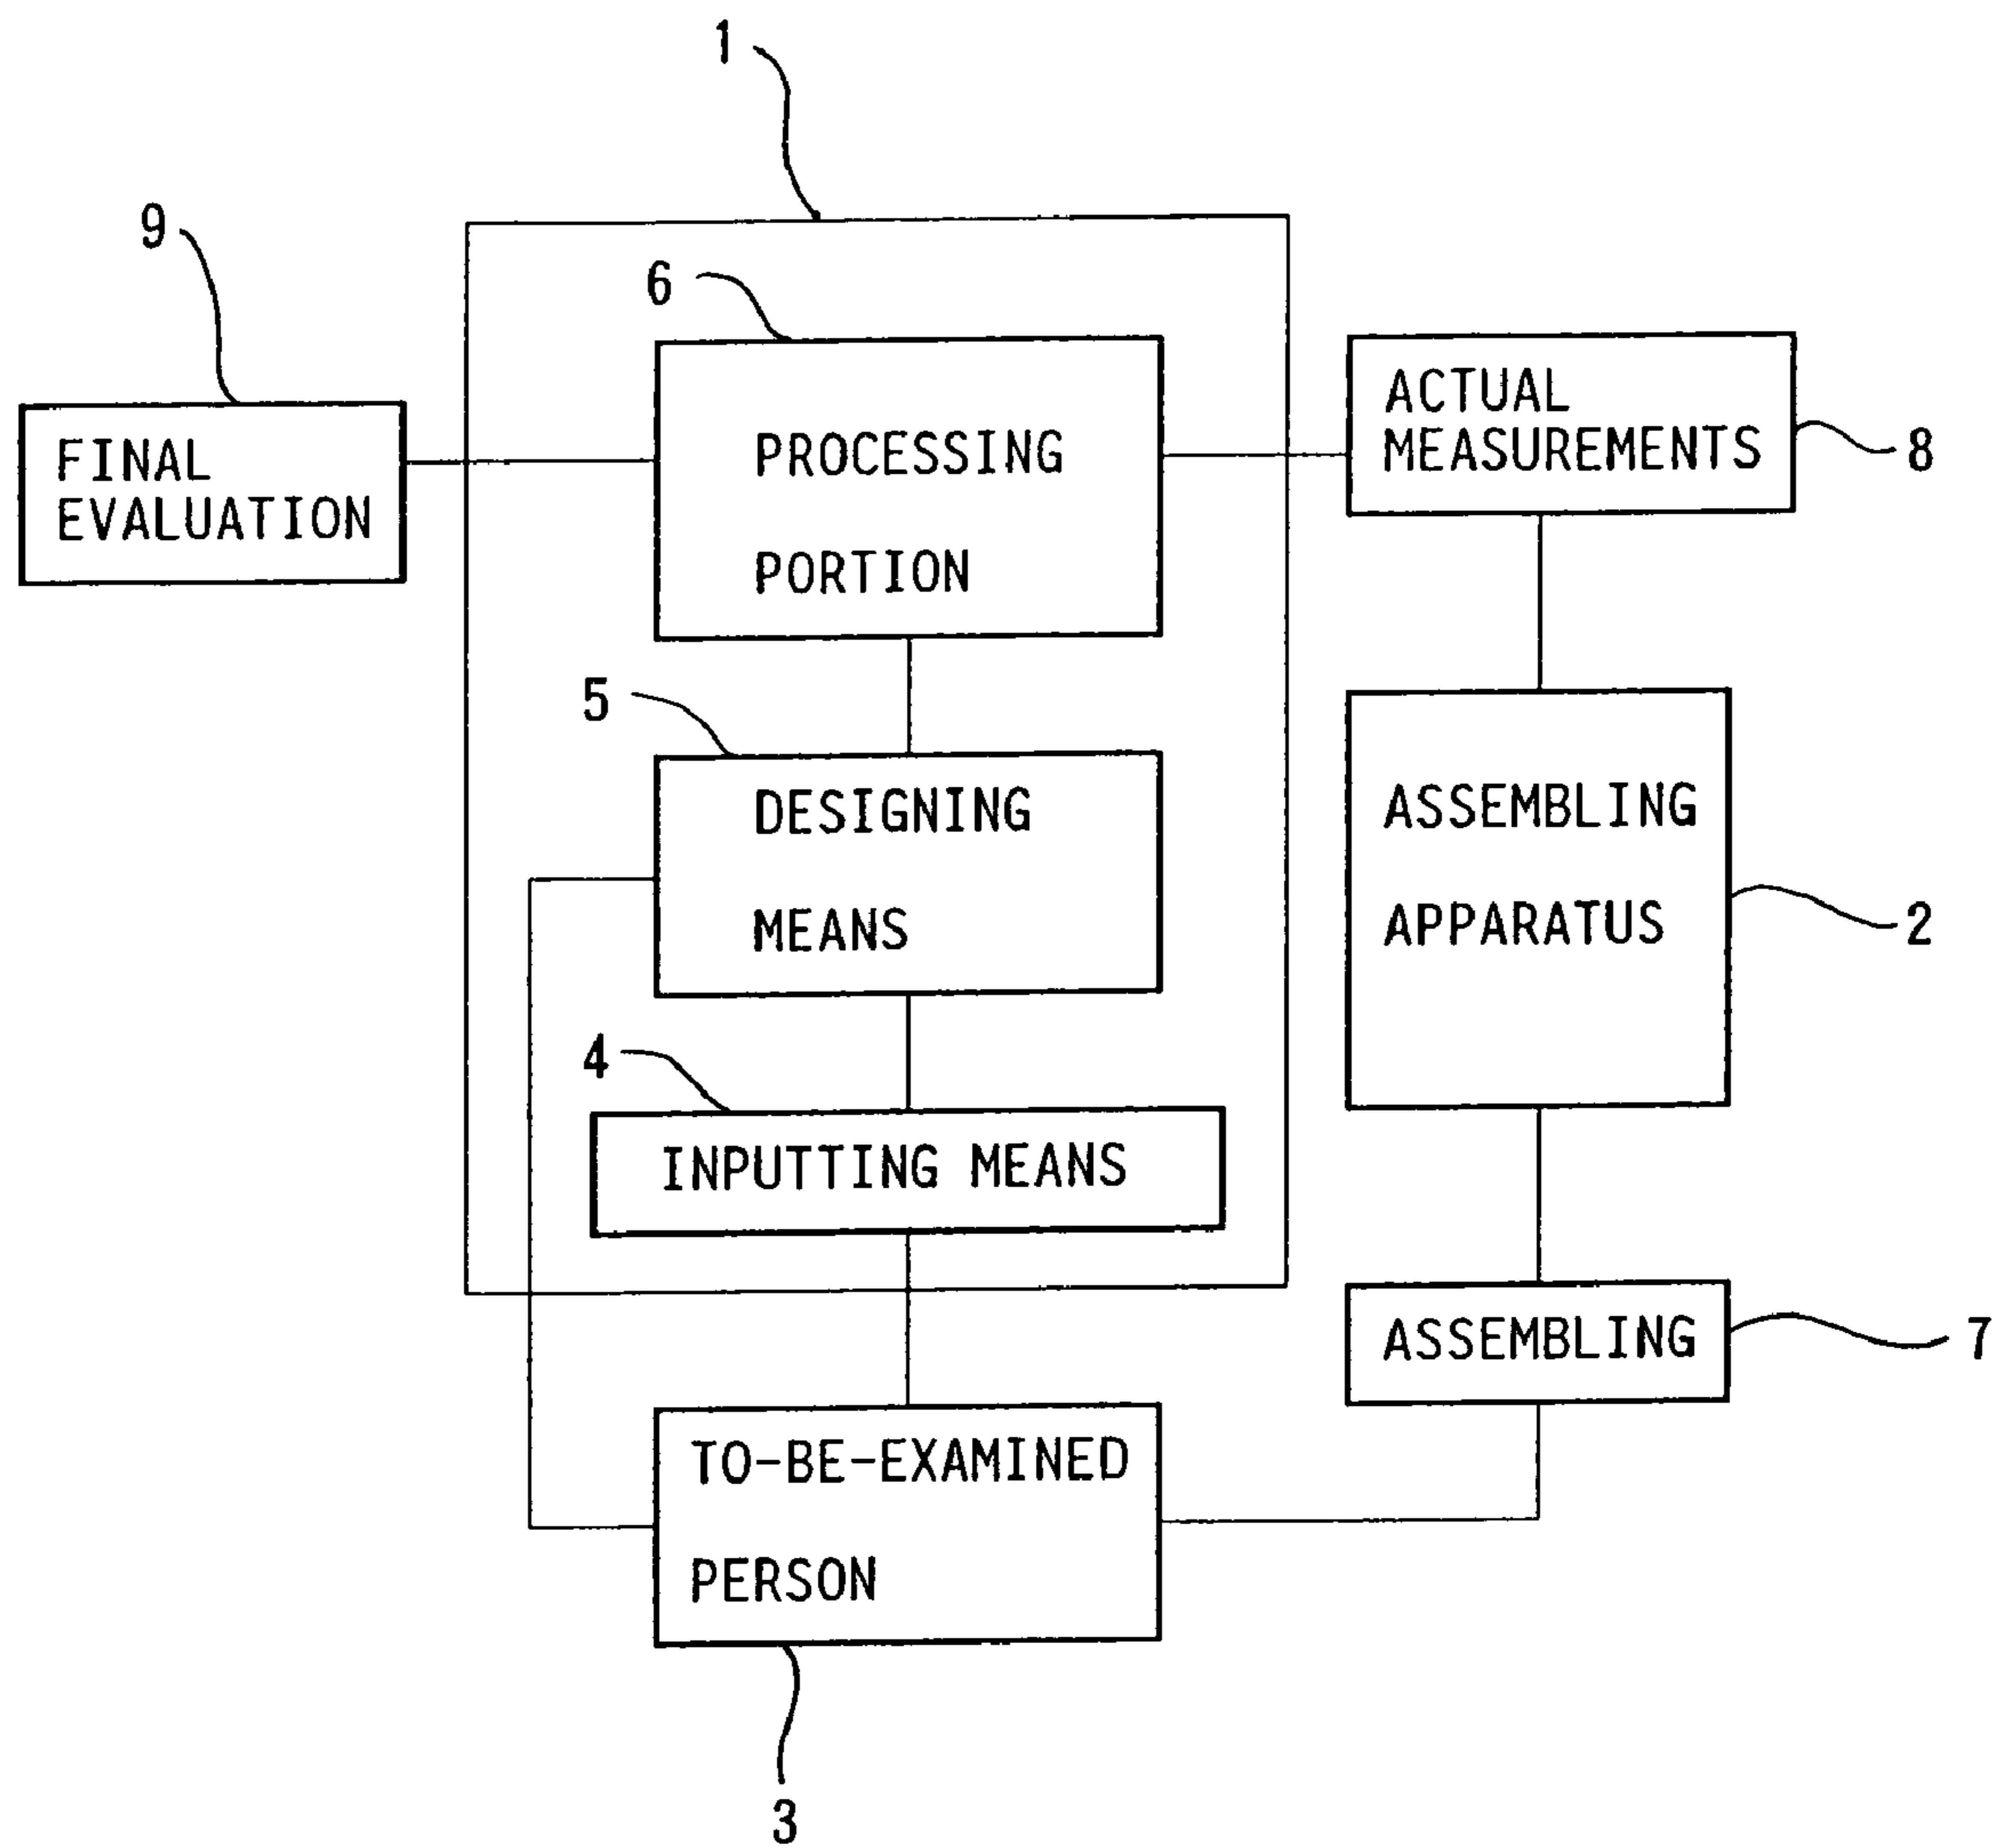 1
9
6
FINAL
EVALUATION
PROCESSING
PORTION
ACTUAL
MEASUREMENTS
8
5
DESIGNING
MEANS
ASSEMBLING
APPARATUS
2
4
INPUTTING MEANS
ASSEMBLING
7
TO-BE-EXAMINED
PERSON
3